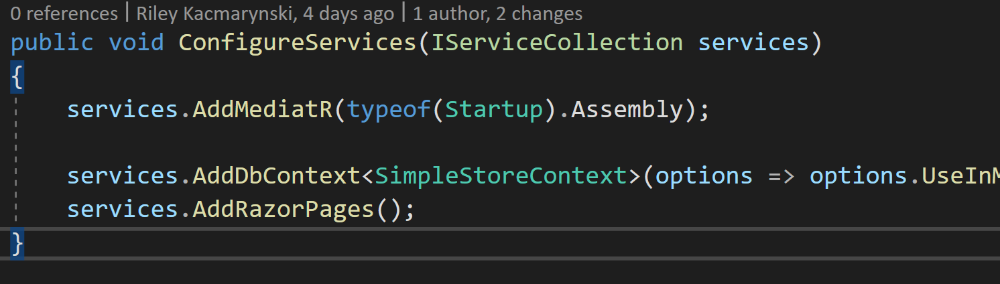 0 references | Riley Kacmarynski, 4 days ago | 1 author, 2 changes
public void ConfigureServices(IServiceCollection services)
{
services.AddMediatR(typeof(Startup).Assembly);
services.AddDbContext<SimpleStoreContext>(options => options.UseIn
services.AddRazorPages();
}